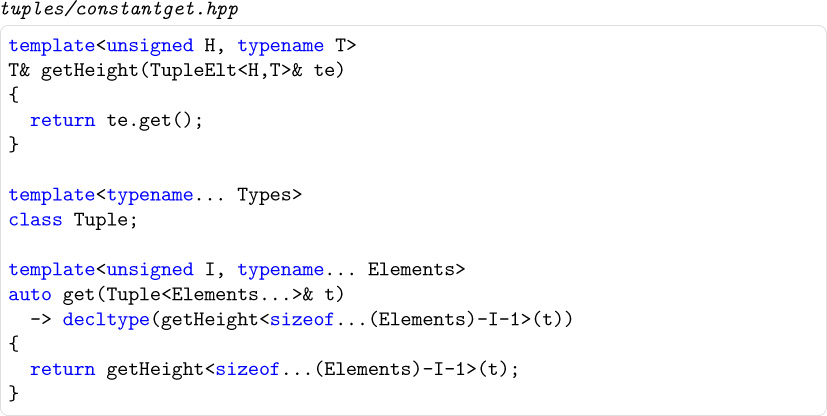 tuples/constantget.hpp
template<unsigned H, typename T>
T& getHeight(TupleElt<H,T>& te)
{
  return te.get();
}

template<typename... Types>
class Tuple;

template<unsigned I, typename... Elements>
auto get(Tuple<Elements...>& t)
  -> decltype(getHeight<sizeof...(Elements)-I-1>(t))
{
  return getHeight<sizeof...(Elements)-I-1>(t);
}